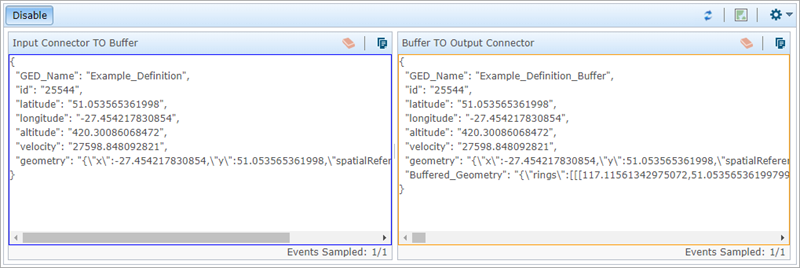 Disable
Input Connector TO Buffer
{
"GED_Name": "Example_Definition",
"id": "25544",
"latitude": "51.053565361998",
"longitude": "-27.454217830854",
"altitude": "420.30086068472",
"velocity": "27598.848092821",
"geometry": "{\"x\":-27.454217830854,\"y\":51.053565361998,\"spatialRefer
}
Events Sampled: 1/1
Buffer TO Output Connector
{
"GED_Name": "Example_Definition_Buffer",
"id": "25544",
"latitude": "51.053565361998",
"longitude": "-27.454217830854",
"altitude": "420.30086068472",
"velocity": "27598.848092821",
"geometry": "{\"x\":-27.454217830854,\"y\":51.053565361998,\"spatialReferen
"Buffered_Geometry": "{\"rings\":[[[117.11561342975072,51.0535653619979​9
}
Events Sampled: 1/1